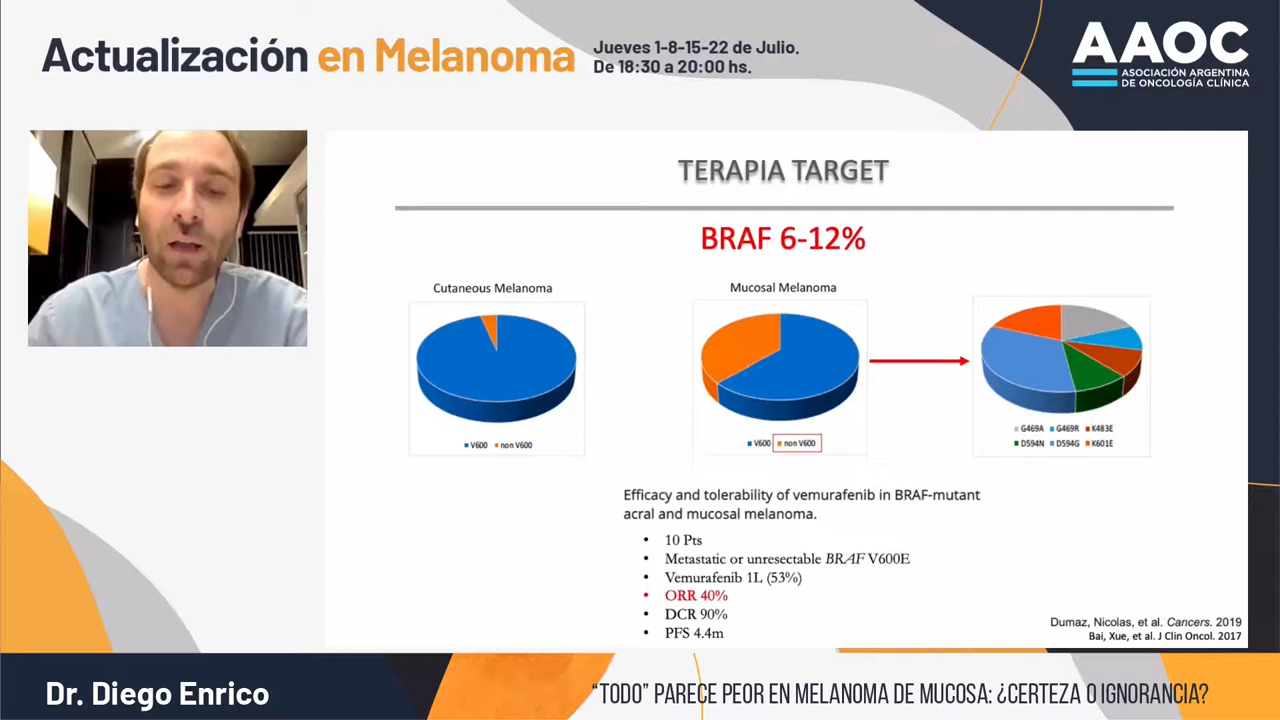 Actualización en Melanoma
Jueves 1-8-15-22 de Julio.
De 18:30 a 20:00 hs.
AAOC
ASOCIACIÓN ARGENTINA
DE ONCOLOGÍA CLÍNICA
TERAPIA TARGET
BRAF 6-12%
Cutaneous Melanoma
V600 non V600
Mucosal Melanoma
V600 non V600
G469A G469R K483E
D594N D594G K601E
Efficacy and tolerability of vemurafenib in BRAF-mutant
acral and mucosal melanoma.
• 10 Pts
• Metastatic or unresectable BRAF V600E
• Vemurafenib 1L (53%)
• ORR 40%
• DCR 90%
• PFS 4.4m
Dumaz, Nicolas, et al. Cancers. 2019
Bai, Xue, et al. J Clin Oncol. 2017
Dr. Diego Enrico
“TODO” PARECE PEOR EN MELANOMA DE MUCOSA: ¿CERTEZA O IGNORANCIA?